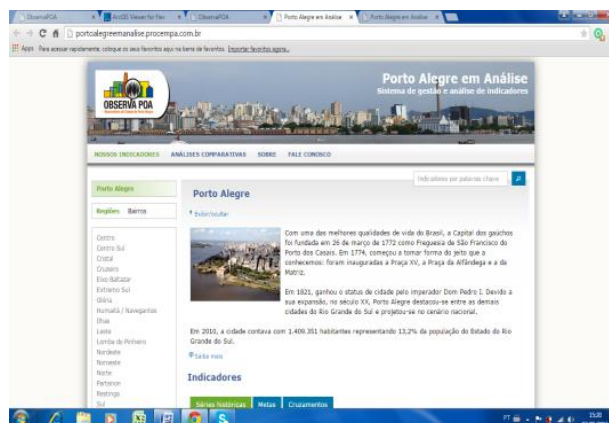 ObservaPOA
ArcGIS Viewer for Flex
ObservaPOA
Porto Alegre em Análise
Porto Alegre em Análise
portoalegreemanalise.procempa.com.br
Apps Para acessar rapidamente, coloque os seus favoritos aqui na barra de favoritos. Importar favoritos agora...
Porto Alegre em Análise
Sistema de gestão e análise de indicadores
OBSERVA POA
NOSSOS INDICADORES ANÁLISES COMPARATIVAS SOBRE FALE CONOSCO
Indicadores por palavras chave
Porto Alegre
Regiões Bairros
Centro
Centro Sul
Cristal
Cruzeiro
Eixo Baltazar
Extremo Sul
Glória
Humaitá / Navegantes
Ilhas
Leste
Lomba do Pinheiro
Nordeste
Noroeste
Norte
Partenon
Restinga
Sul
Porto Alegre
Exibir/ocultar
Com uma das melhores qualidades de vida do Brasil, a Capital dos gaúchos
foi fundada em 26 de março de 1772 como Freguesia de São Francisco do
Porto dos Casais. Em 1774, começou a tomar forma do jeito que a
conhecemos: foram inauguradas a Praça XV, a Praça da Alfândega e a da
Matriz.
Em 1821, ganhou o status de cidade pelo imperador Dom Pedro I. Devido a
sua expansão, no século XX, Porto Alegre destacou-se entre as demais
cidades do Rio Grande do Sul e projetou-se no cenário nacional.
Em 2010, a cidade contava com 1.409.351 habitantes representando 13,2% da população do Estado do Rio
Grande do Sul.
Saiba mais
Indicadores
Séries históricas Metas Cruzamentos
PT
15:20